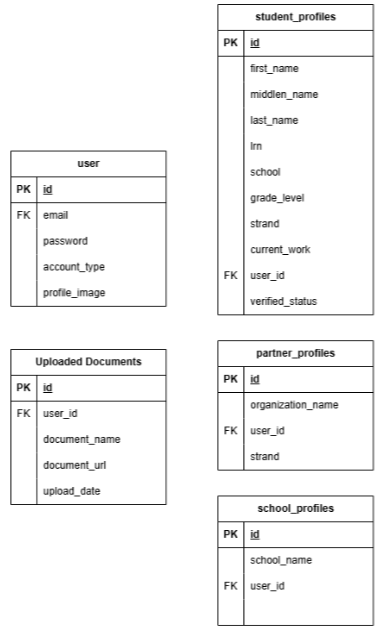 student_profiles
PK id
first_name
middlen_name
last_name
lrn
school
grade_level
strand
current_work
FK user_id
verified_status
user
PK id
FK email
password
account_type
profile_image
Uploaded Documents
PK id
FK user_id
document_name
document_url
upload_date
partner_profiles
PK id
organization_name
FK user_id
strand
school_profiles
PK id
school_name
FK user_id